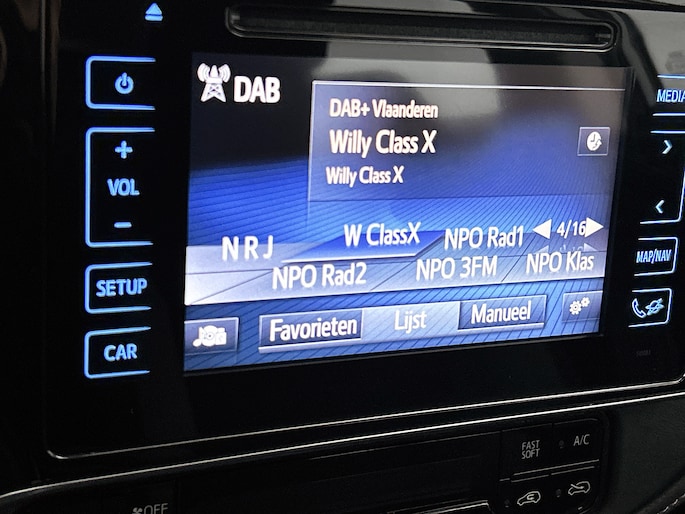 DAB
DAB+ Vlaanderen
Willy Class X
Willy Class X
NRJ
W ClassX
NPO Rad1
4/16
NPO Rad2
NPO 3FM
NPO Klas
Favorieten
Lijst
Manueel
+
VOL
-
SETUP
CAR
MEDIA
MAP/NAV
FAST
SOFT
A/C
OFF